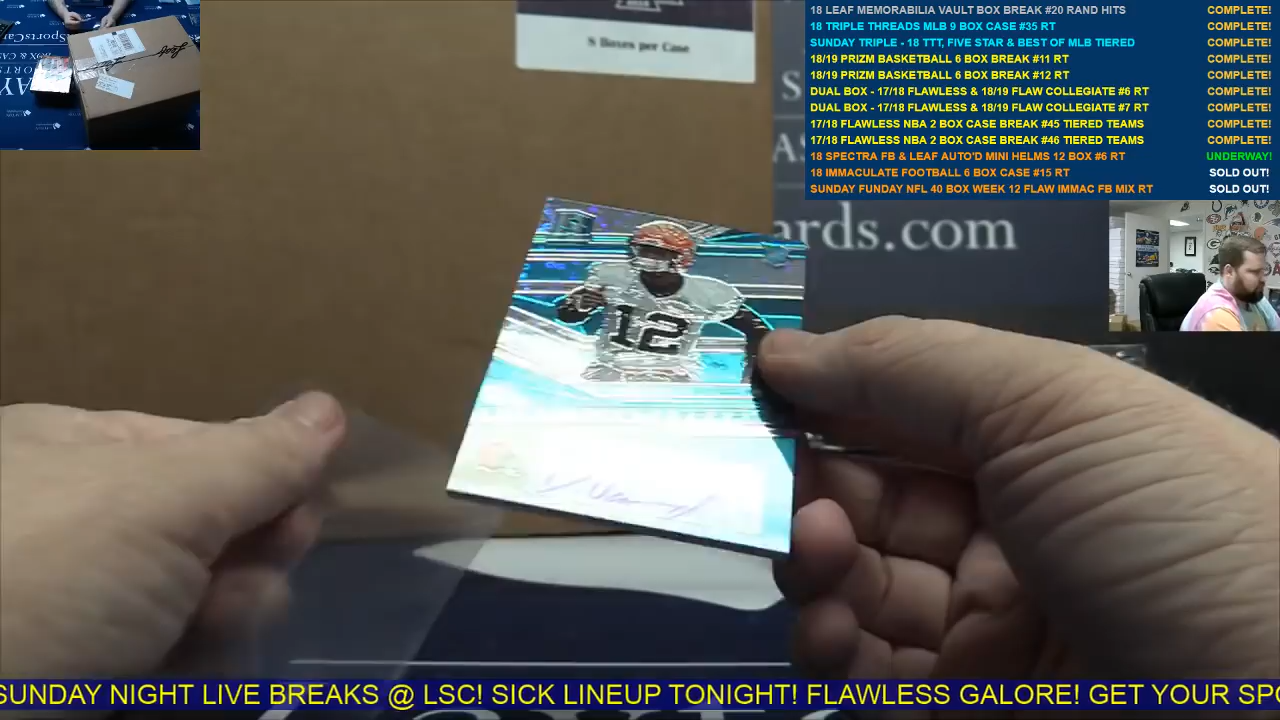 18 LEAF MEMORABILIA VAULT BOX BREAK #20 RAND HITS COMPLETE!
18 TRIPLE THREADS MLB 9 BOX CASE #35 RT COMPLETE!
SUNDAY TRIPLE - 18 TTT, FIVE STAR & BEST OF MLB TIERED COMPLETE!
18/19 PRIZM BASKETBALL 6 BOX BREAK #11 RT COMPLETE!
18/19 PRIZM BASKETBALL 6 BOX BREAK #12 RT COMPLETE!
DUAL BOX - 17/18 FLAWLESS & 18/19 FLAW COLLEGIATE #6 RT COMPLETE!
DUAL BOX - 17/18 FLAWLESS & 18/19 FLAW COLLEGIATE #7 RT COMPLETE!
17/18 FLAWLESS NBA 2 BOX CASE BREAK #45 TIERED TEAMS COMPLETE!
17/18 FLAWLESS NBA 2 BOX CASE BREAK #46 TIERED TEAMS COMPLETE!
18 SPECTRA FB & LEAF AUTO'D MINI HELMS 12 BOX #6 RT UNDERWAY!
18 IMMACULATE FOOTBALL 6 BOX CASE #15 RT SOLD OUT!
SUNDAY FUNDAY NFL 40 BOX WEEK 12 FLAW IMMAC FB MIX RT SOLD OUT!
8 Boxes per Case
ards.com
12
SUNDAY NIGHT LIVE BREAKS @ LSC! SICK LINEUP TONIGHT! FLAWLESS GALORE! GET YOUR SPO